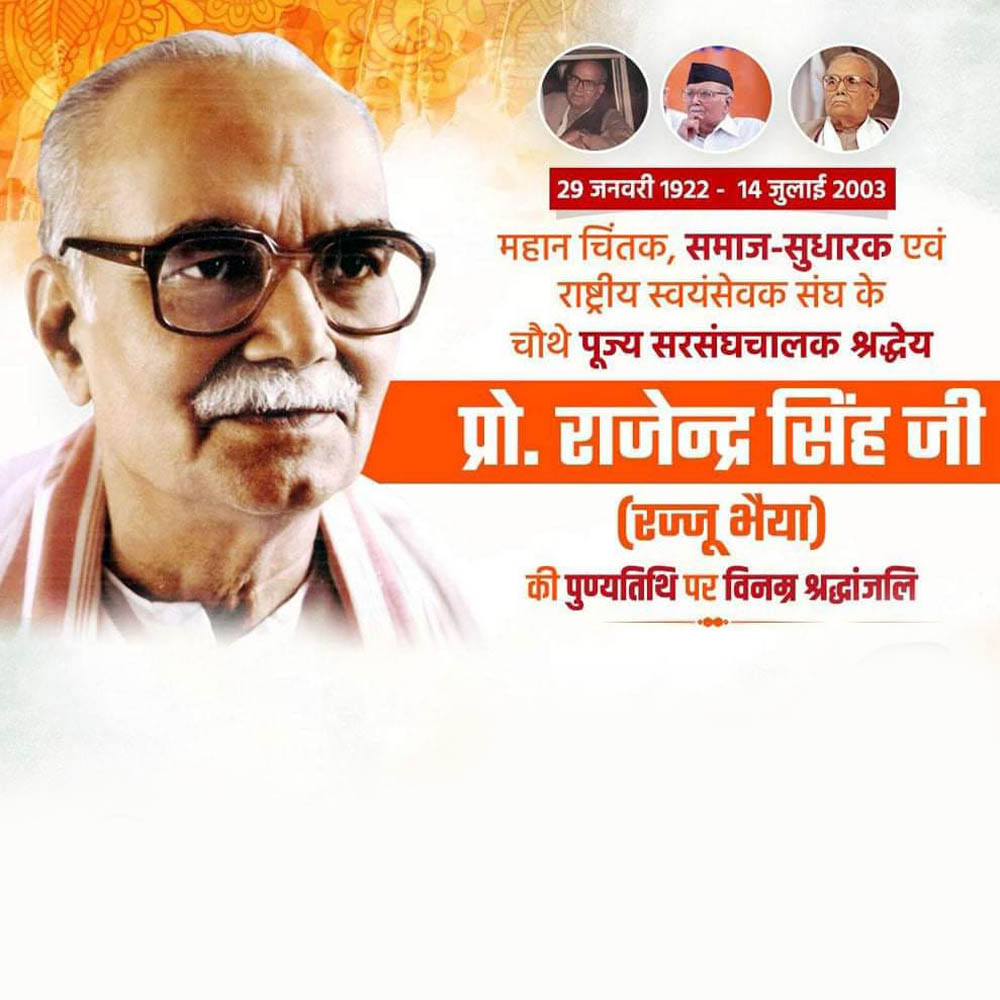 29 जनवरी 1922 - 14 जुलाई 2003
महान चिंतक, समाज-सुधारक एवं
राष्ट्रीय स्वयंसेवक संघ के
चौथे पूज्य सरसंघचालक श्रद्धेय
प्रो. राजेन्द्र सिंह जी
(रज्जू भैया)
की पुण्यतिथि पर विनम्र श्रद्धांजलि